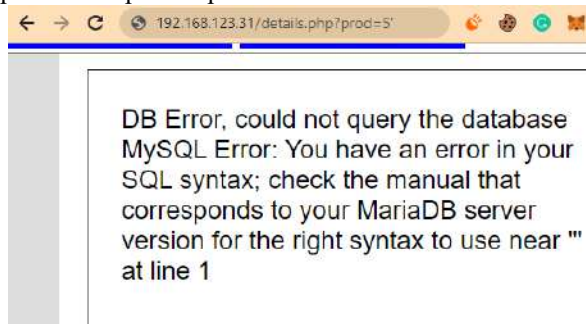 192.168.123.31/details.php?prod=5'
DB Error, could not query the database
MySQL Error: You have an error in your
SQL syntax; check the manual that
corresponds to your MariaDB server
version for the right syntax to use near '''
at line 1